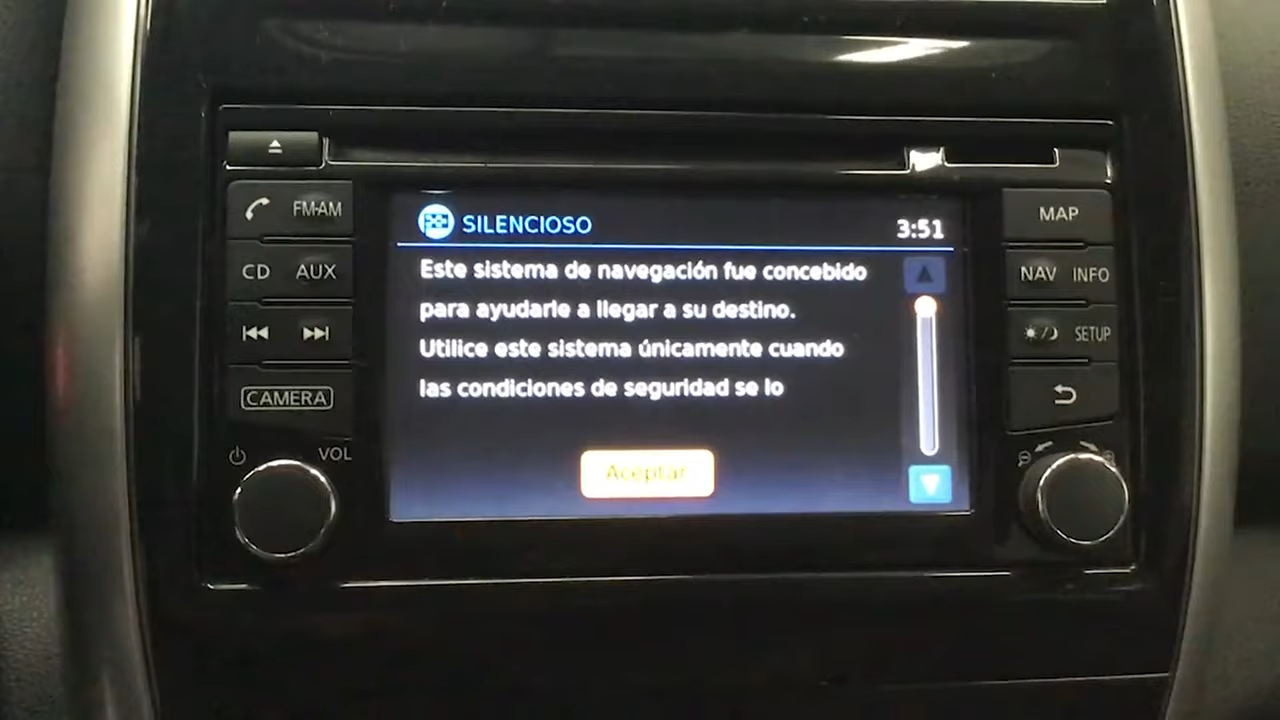 FM·AM
MAP
SILENCIOSO
3:51
CD AUX
Este sistema de navegación fue concebido
NAV INFO
para ayudarle a llegar a su destino.
SETUP
Utilice este sistema únicamente cuando
las condiciones de seguridad se lo
CAMERA
VOL
Aceptar